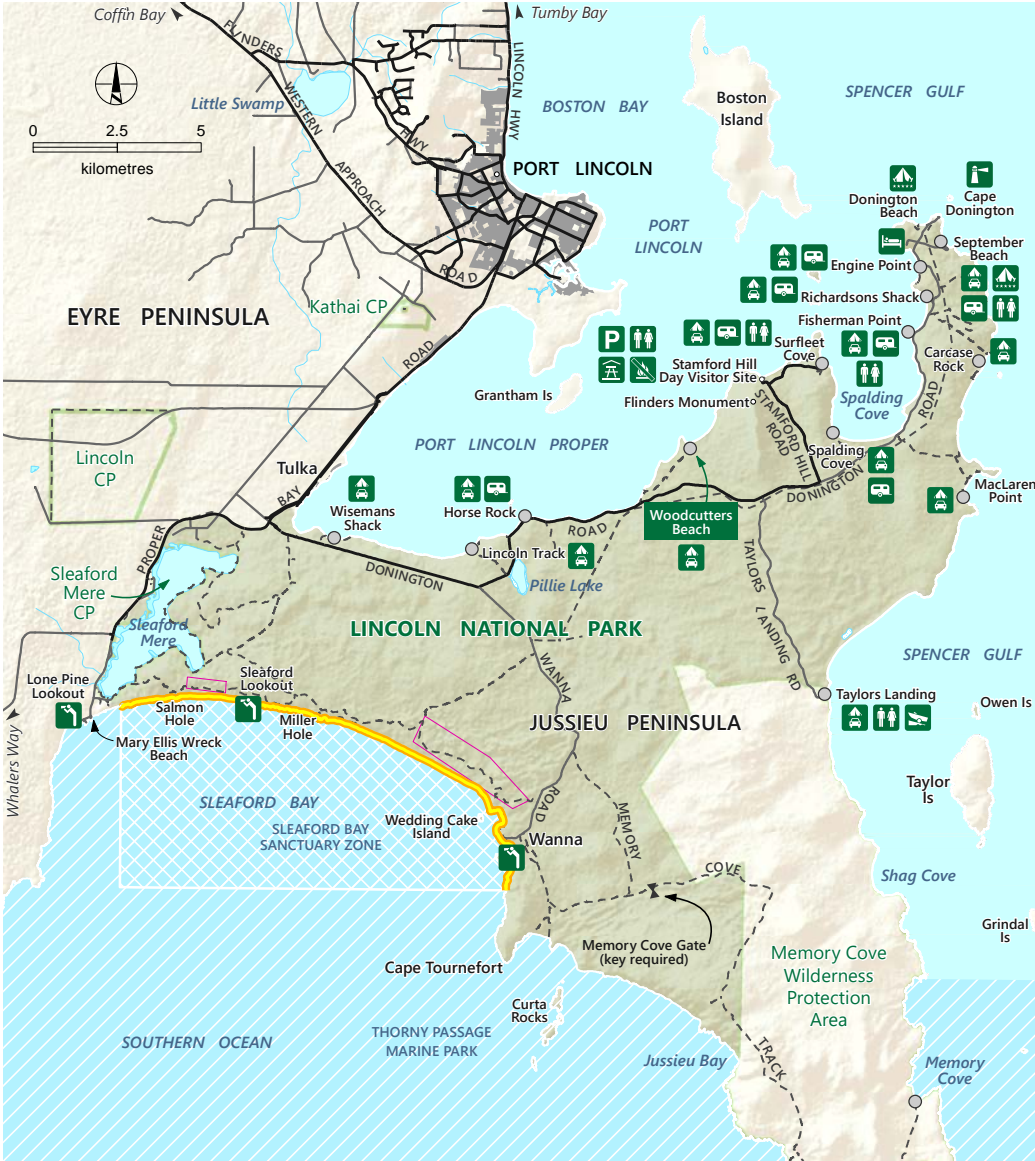 Coffin Bay
Tumby Bay
FLINDERS
HWY
LINCOLN HWY
WESTERN
APPROACH
ROAD
Little Swamp
0 2.5 5
kilometres
BOSTON BAY
Boston
Island
SPENCER GULF
PORT LINCOLN
PORT
LINCOLN
Donington
Beach
Cape
Donington
September
Beach
Engine Point
Richardsons Shack
Fisherman Point
Carcase
Rock
EYRE PENINSULA
Kathai CP
ROAD
P
Surfleet
Cove
Stamford Hill
Day Visitor Site
Flinders Monument
STAMFORD HILL
ROAD
Spalding
Cove
ROAD
Grantham Is
PORT LINCOLN PROPER
Lincoln
CP
Tulka
BAY
Spalding
Cove
DONINGTON
MacLaren
Point
Wisemans
Shack
Horse Rock
ROAD
Woodcutters
Beach
Lincoln Track
PROPER
DONINGTON
Pillie Lake
TAYLORS LANDING RD
Sleaford
Mere
CP
Sleaford
Mere
LINCOLN NATIONAL PARK
WANNA
SPENCER GULF
Lone Pine
Lookout
Sleaford
Lookout
Salmon
Hole
Miller
Hole
Mary Ellis Wreck
Beach
Whalers Way
JUSSIEU PENINSULA
Taylors Landing
Owen Is
Taylor
Is
SLEAFORD BAY
SLEAFORD BAY
SANCTUARY ZONE
Wedding Cake
Island
ROAD
Wanna
MEMORY
COVE
Shag Cove
Grindal
Is
Memory Cove Gate
(key required)
Memory Cove
Wilderness
Protection
Area
Cape Tournefort
Curta
Rocks
SOUTHERN OCEAN
THORNY PASSAGE
MARINE PARK
Jussieu Bay
TRACK
Memory
Cove